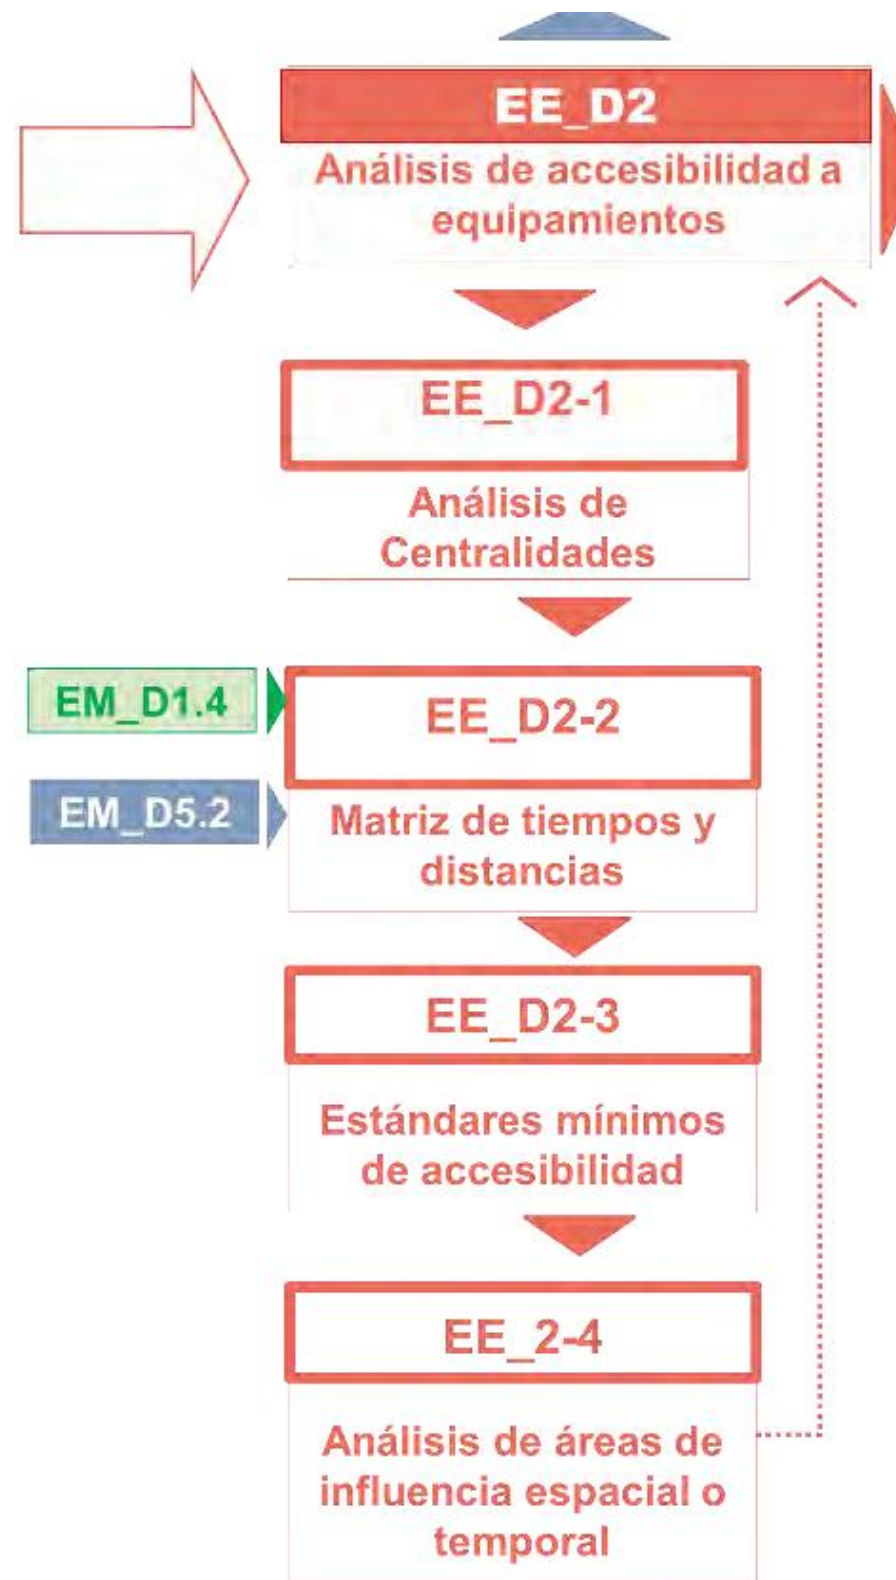 EE_D2
Análisis de accesibilidad a
equipamientos
EE_D2-1
Análisis de
Centralidades
EM_D1.4
EE_D2-2
EM_D5.2
Matriz de tiempos y
distancias
EE_D2-3
Estándares mínimos
de accesibilidad
EE_2-4
Análisis de áreas de
influencia espacial o
temporal